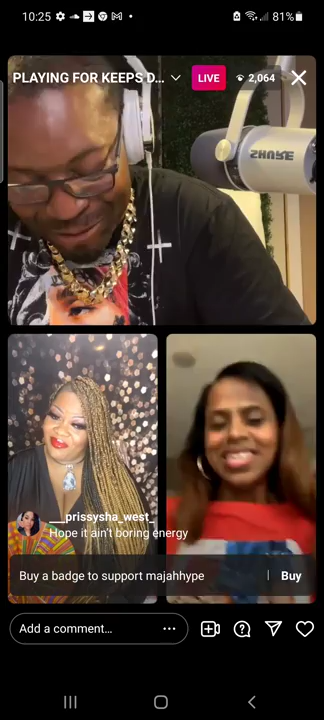 10:25 81%
PLAYING FOR KEEPS D... LIVE 2,064
SHURE
___prissysha_west_
Hope it ain't boring energy
Buy a badge to support majahhype Buy
Add a comment...